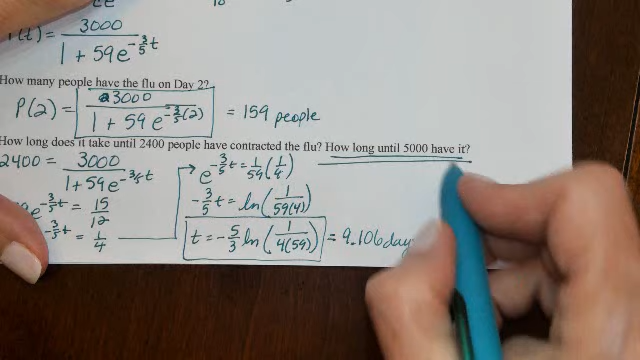 (t) = 3000 / 1 + 59e^{-3/5 t}
How many people have the flu on Day 2?
P(2) = 3000 / 1 + 59e^{-3/5(2)} = 159 people
How long does it take until 2400 people have contracted the flu? How long until 5000 have it?
2400 = 3000 / 1+59e^{-3/5 t}
e^{-3/5 t} = 15/12
-3/5 t = 1/4
e^{-3/5 t} = 1/59 (1/4)
-3/5 t = ln(1/59(4))
t = -5/3 ln(1/4(59)) = 9.106 days